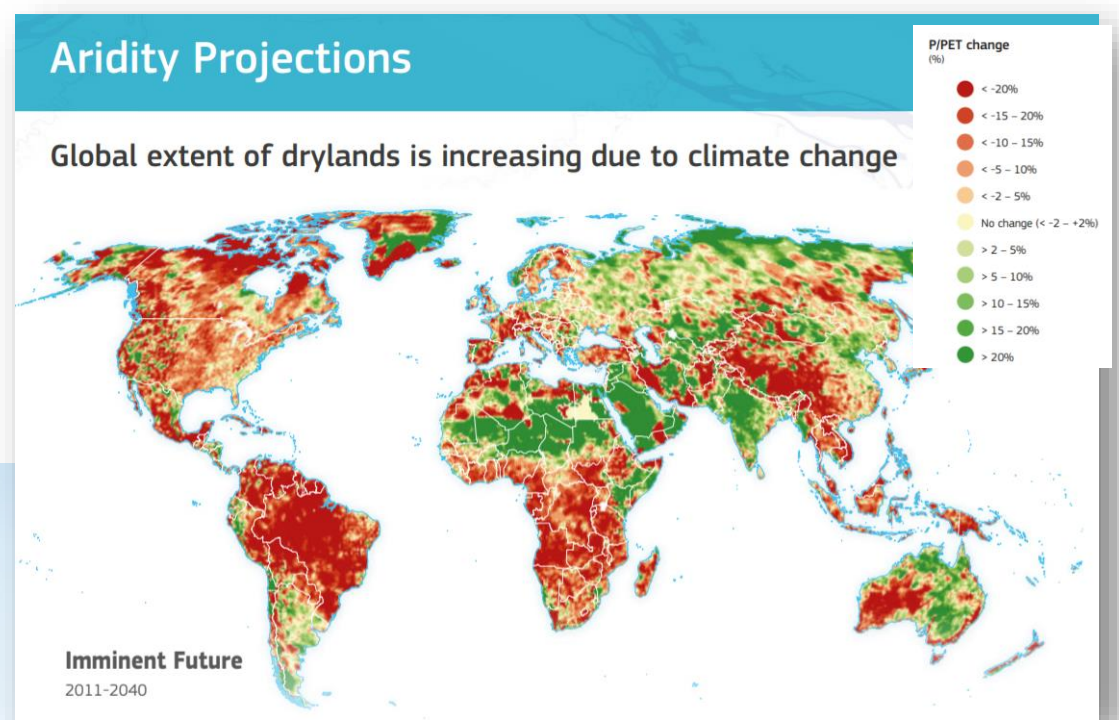 Aridity Projections
P/PET change
(%)
< -20%
< -15 – 20%
< -10 – 15%
< -5 – 10%
< -2 – 5%
No change (< -2 – +2%)
> 2 – 5%
> 5 – 10%
> 10 – 15%
> 15 – 20%
> 20%
Global extent of drylands is increasing due to climate change
Imminent Future
2011-2040